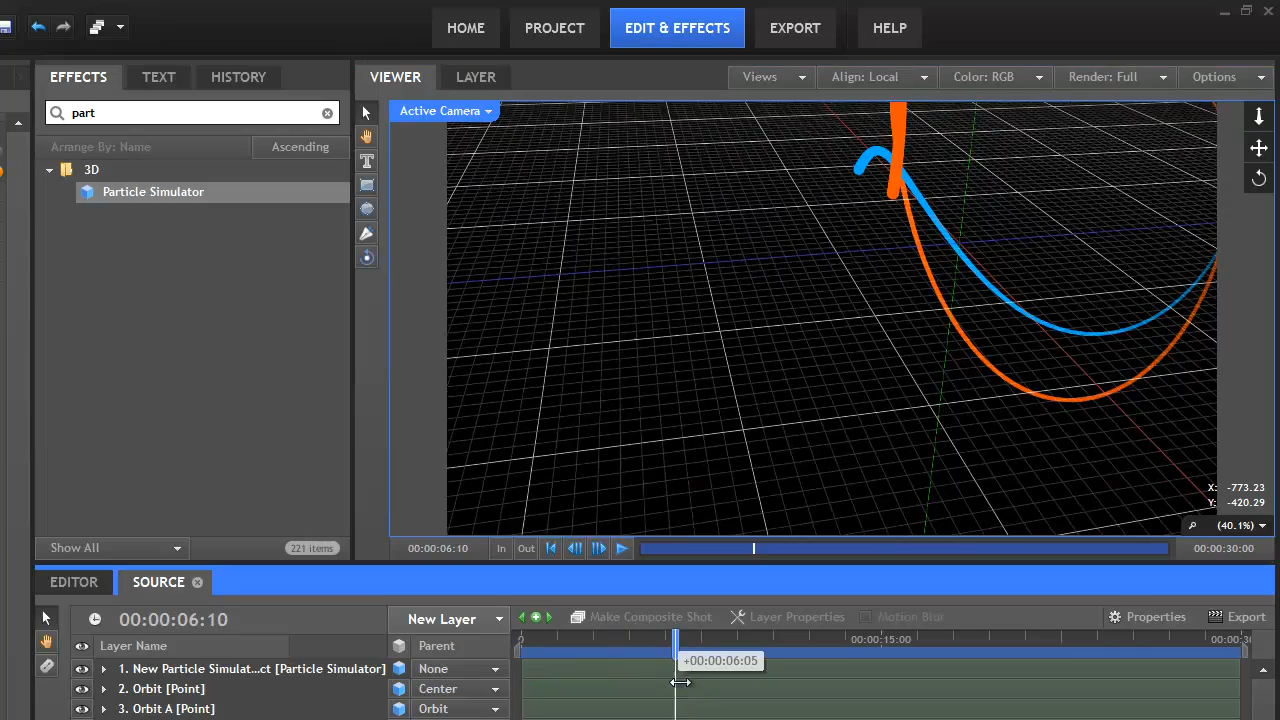 HOME
PROJECT
EDIT & EFFECTS
EXPORT
HELP
EFFECTS
TEXT
HISTORY
VIEWER
LAYER
Views
Align: Local
Color: RGB
Render: Full
Options
part
Active Camera
Arrange By: Name
Ascending
3D
Particle Simulator
X: -773.23
Y: -420.29
(40.1%)
Show All
221 items
00:00:06:10
In
Out
00:00:30:00
EDITOR
SOURCE
00:00:06:10
New Layer
Make Composite Shot
Layer Properties
Motion Blur
Properties
Export
Layer Name
Parent
0
00:00:15:00
00:00:3
+00:00:06:05
1. New Particle Simulat...ct [Particle Simulator]
None
2. Orbit [Point]
Center
3. Orbit A [Point]
Orbit